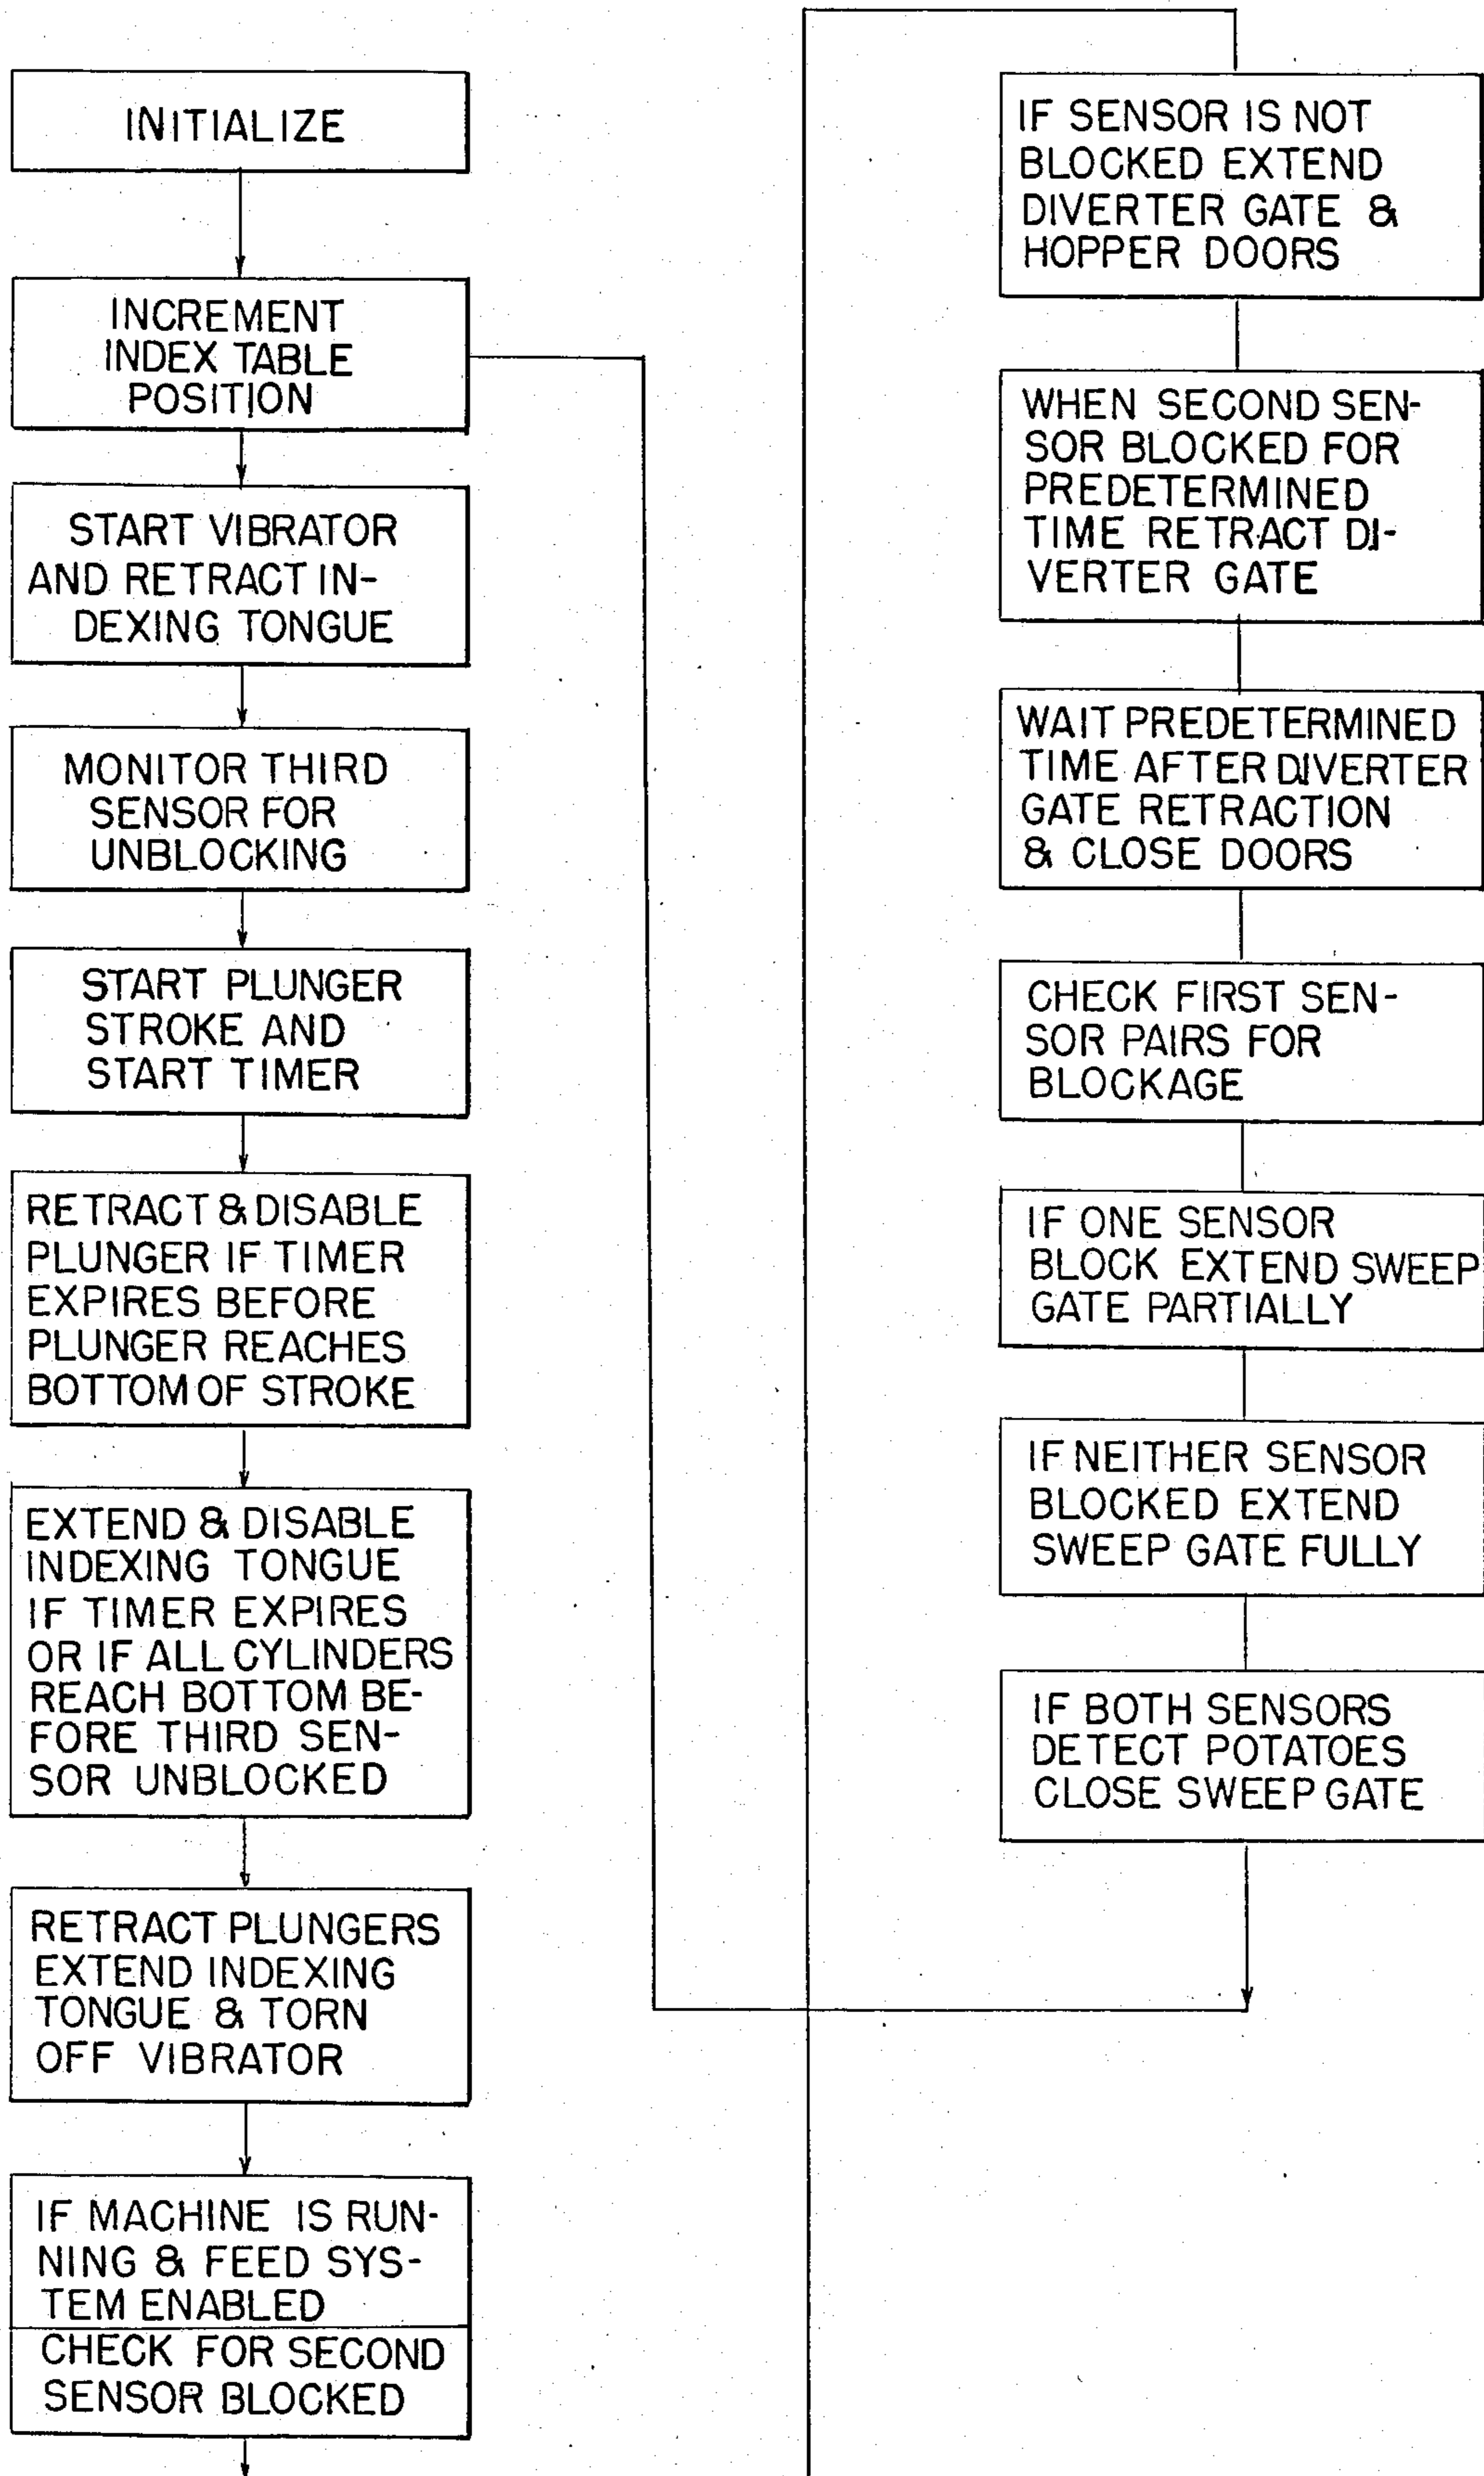 INITIALIZE
INCREMENT
INDEX TABLE
POSITION
START VIBRATOR
AND RETRACT IN-
DEXING TONGUE
MONITOR THIRD
SENSOR FOR
UNBLOCKING
START PLUNGER
STROKE AND
START TIMER
RETRACT & DISABLE
PLUNGER IF TIMER
EXPIRES BEFORE
PLUNGER REACHES
BOTTOM OF STROKE
EXTEND & DISABLE
INDEXING TONGUE
IF TIMER EXPIRES
OR IF ALL CYLINDERS
REACH BOTTOM BE-
FORE THIRD SEN-
SOR UNBLOCKED
RETRACT PLUNGERS
EXTEND INDEXING
TONGUE & TORN
OFF VIBRATOR
IF MACHINE IS RUN-
NING & FEED SYS-
TEM ENABLED
CHECK FOR SECOND
SENSOR BLOCKED
IF SENSOR IS NOT
BLOCKED EXTEND
DIVERTER GATE &
HOPPER DOORS
WHEN SECOND SEN-
SOR BLOCKED FOR
PREDETERMINED
TIME RETRACT DI-
VERTER GATE
WAIT PREDETERMINED
TIME AFTER DIVERTER
GATE RETRACTION
& CLOSE DOORS
CHECK FIRST SEN-
SOR PAIRS FOR
BLOCKAGE
IF ONE SENSOR
BLOCK EXTEND SWEEP
GATE PARTIALLY
IF NEITHER SENSOR
BLOCKED EXTEND
SWEEP GATE FULLY
IF BOTH SENSORS
DETECT POTATOES
CLOSE SWEEP GATE